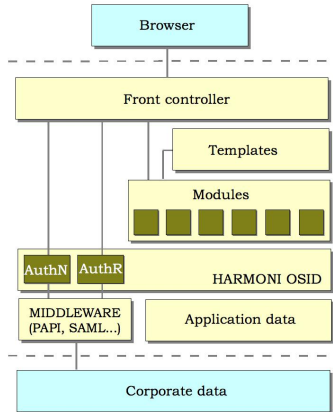 Browser
Front controller
Templates
Modules
AuthN
AuthR
HARMONI OSID
MIDDLEWARE
(PAPI, SAML...)
Application data
Corporate data